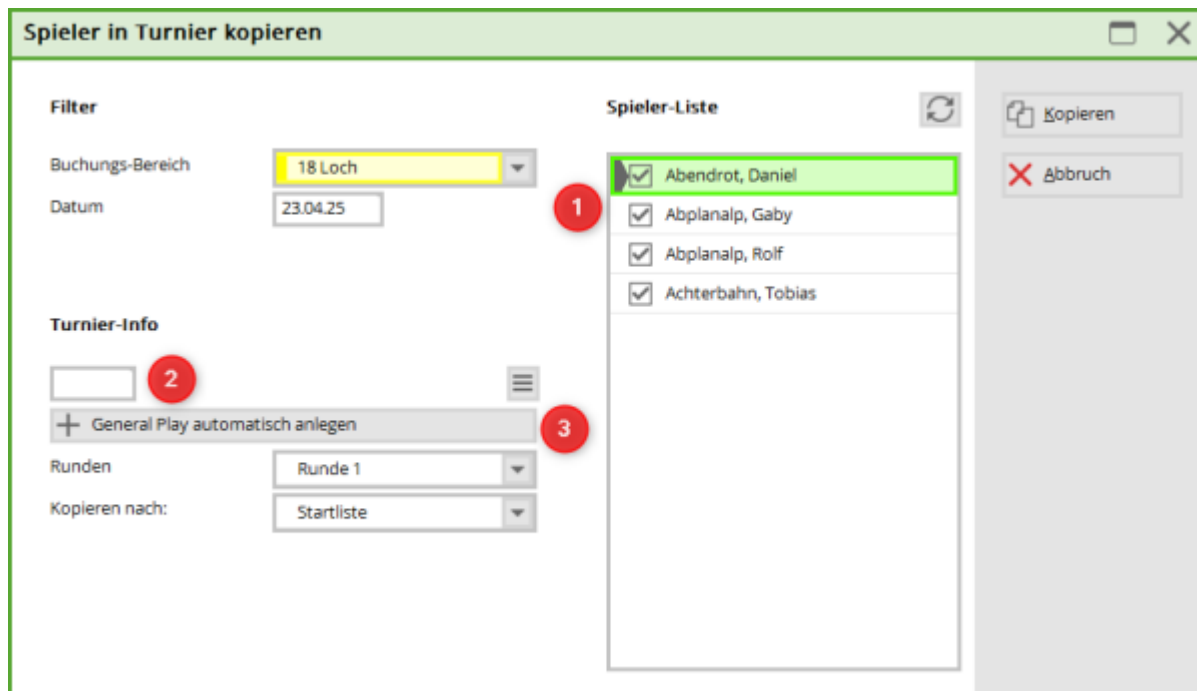 Spieler in Turnier kopieren
Filter
Buchungs-Bereich 18 Loch
Datum 23.04.25
Turnier-Info
2
General Play automatisch anlegen
3
Runden Runde 1
Kopieren nach: Startliste
Spieler-Liste
1
Abendrot, Daniel
Abplanalp, Gaby
Abplanalp, Rolf
Achterbahn, Tobias
Kopieren
Abbruch